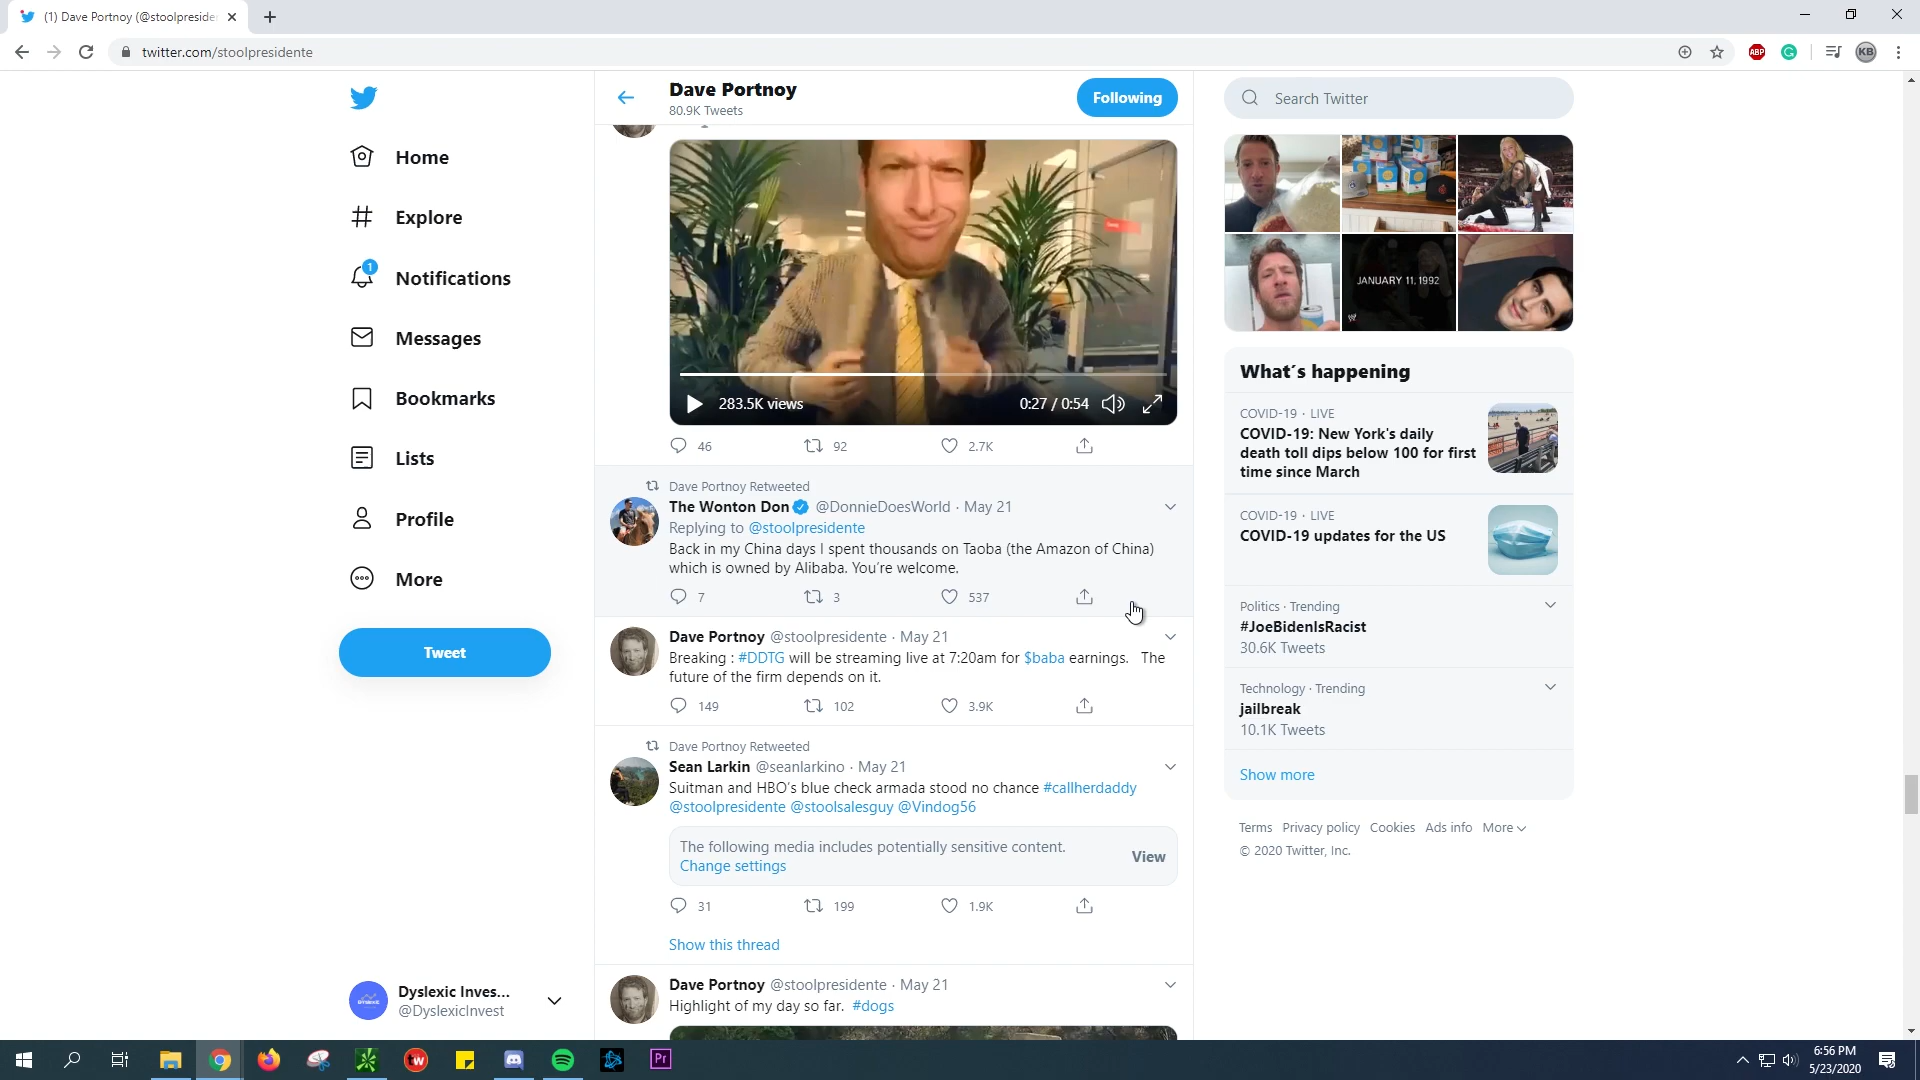 (1) Dave Portnoy (@stoolpreside
twitter.com/stoolpresidente
ABP
KB
Home
Explore
1
Notifications
Messages
Bookmarks
Lists
Profile
More
Tweet
Dyslexic Inves...
@DyslexicInvest
Dave Portnoy
80.9K Tweets
Following
283.5K views
0:27 / 0:54
46
92
2.7K
Dave Portnoy Retweeted
The Wonton Don @DonnieDoesWorld · May 21
Replying to @stoolpresidente
Back in my China days I spent thousands on Taoba (the Amazon of China)
which is owned by Alibaba. You’re welcome.
7
3
537
Dave Portnoy @stoolpresidente · May 21
Breaking : #DDTG will be streaming live at 7:20am for $baba earnings. The
future of the firm depends on it.
149
102
3.9K
Dave Portnoy Retweeted
Sean Larkin @seanlarkino · May 21
Suitman and HBO’s blue check armada stood no chance #callherdaddy
@stoolpresidente @stoolsalesguy @Vindog56
The following media includes potentially sensitive content.
Change settings
View
31
199
1.9K
Show this thread
Dave Portnoy @stoolpresidente · May 21
Highlight of my day so far. #dogs
Search Twitter
JANUARY 11, 1992
What’s happening
COVID-19 · LIVE
COVID-19: New York's daily
death toll dips below 100 for first
time since March
COVID-19 · LIVE
COVID-19 updates for the US
Politics · Trending
#JoeBidenIsRacist
30.6K Tweets
Technology · Trending
jailbreak
10.1K Tweets
Show more
Terms Privacy policy Cookies Ads info More
© 2020 Twitter, Inc.
tw
Pr
6:56 PM
5/23/2020